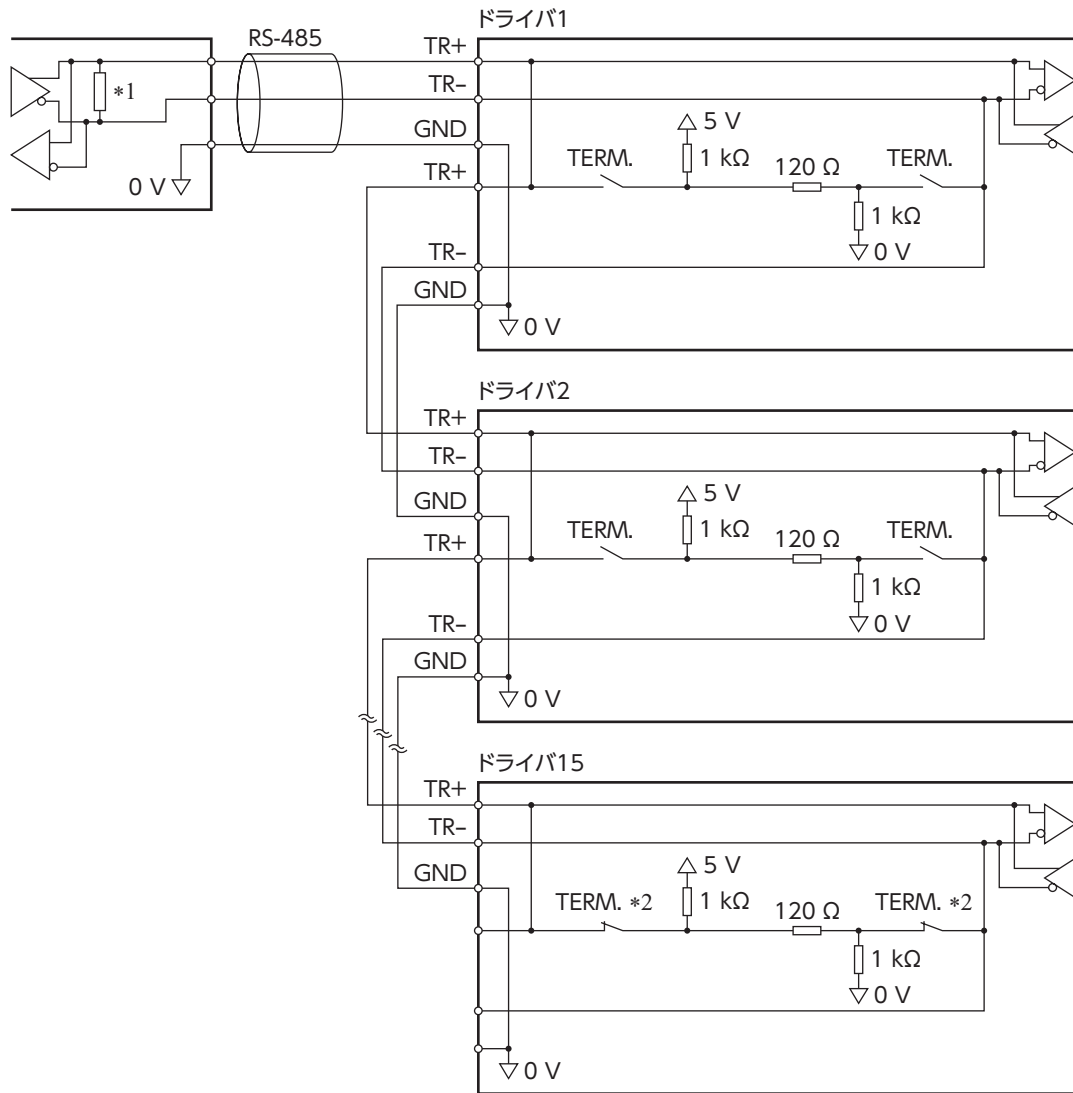 ドライバ1
RS-485
TR+
TR-
GND
TR+
TR-
GND
*1
0 V
5 V
1 kΩ
TERM.
120 Ω
TERM.
1 kΩ
0 V
0 V
ドライバ2
TR+
TR-
GND
TR+
TR-
GND
5 V
1 kΩ
TERM.
120 Ω
TERM.
1 kΩ
0 V
0 V
ドライバ15
TR+
TR-
GND
5 V
1 kΩ
TERM. *2
120 Ω
TERM. *2
1 kΩ
0 V
0 V